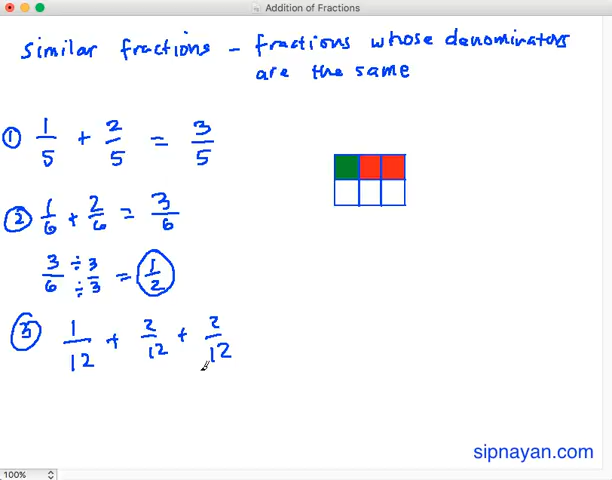 Addition of Fractions
Similar fractions – fractions whose denominators
are the same
① 1/5 + 2/5 = 3/5
② 1/6 + 2/6 = 3/6
3/6 ÷ 3/÷ 3 = 1/2
③ 1/12 + 2/12 + 2/12
sipnayan.com
100%